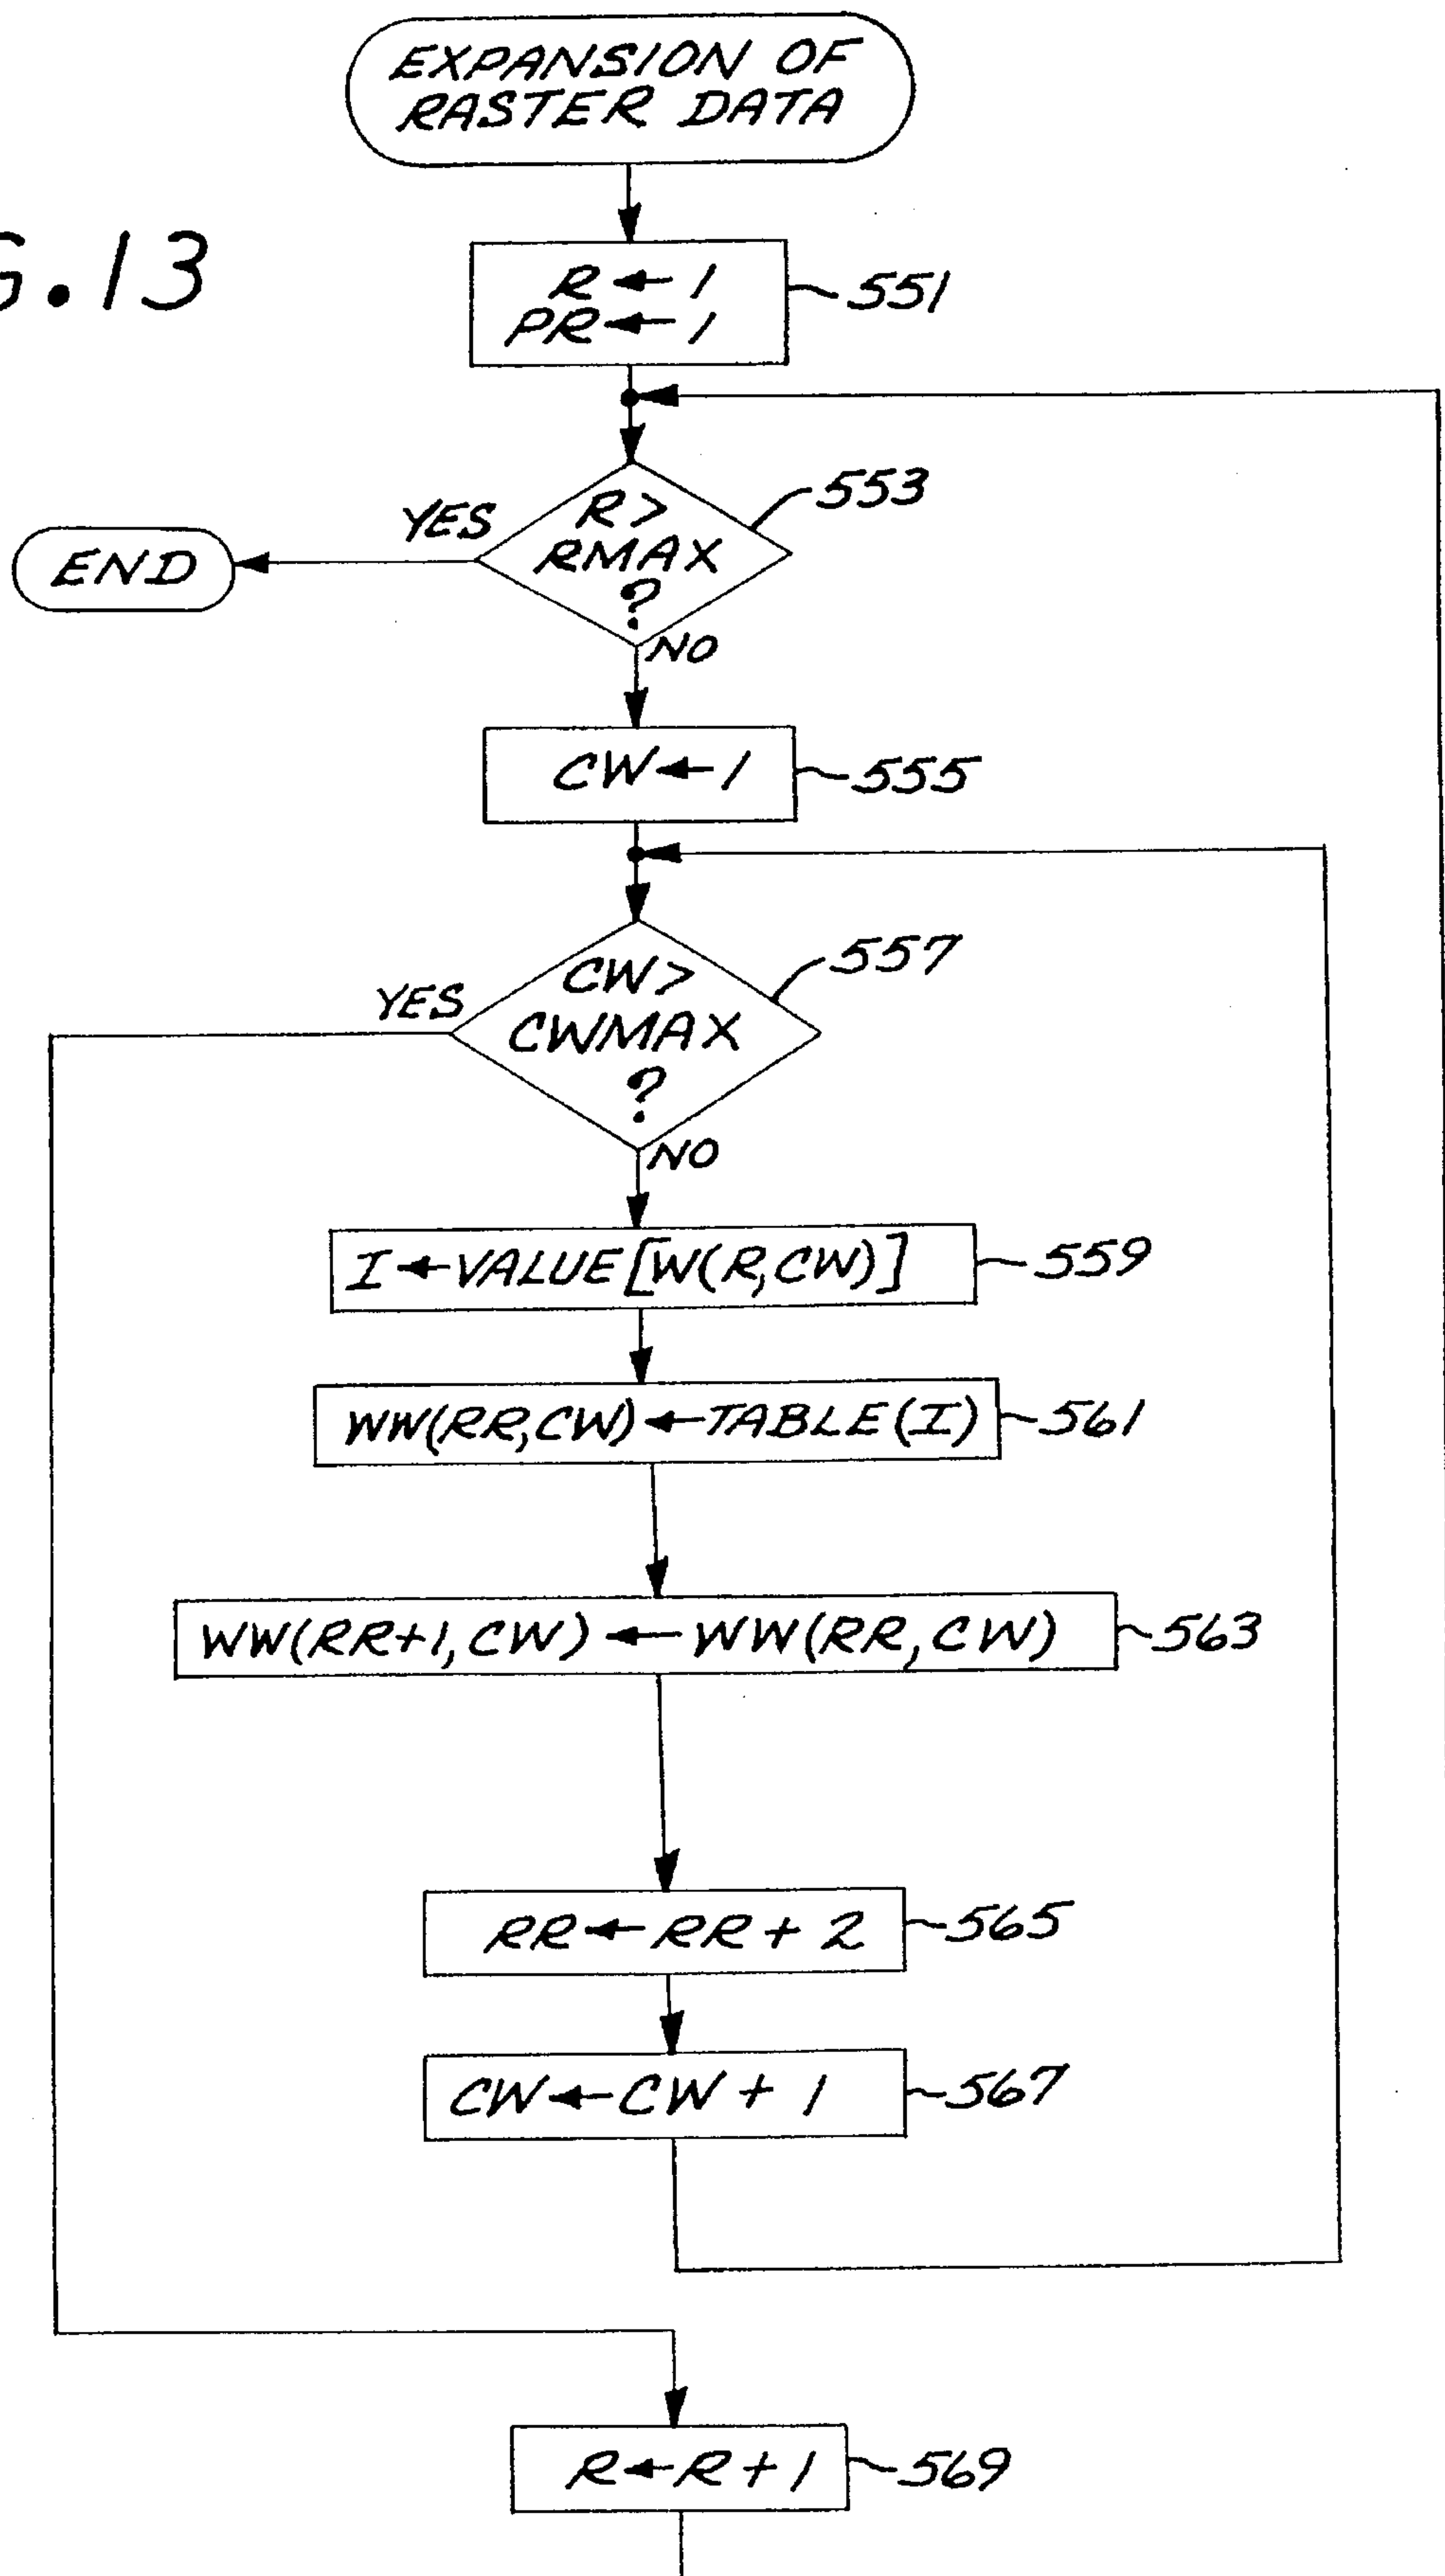 EXPANSION OF
RASTER DATA
G.13
R ← 1
PR ← 1
551
R >
RMAX
?
553
YES
END
NO
CW ← 1
555
CW >
CWMAX
?
557
YES
NO
I ← VALUE[W(R,CW)]
559
WW(RR,CW) ← TABLE(I)
561
WW(RR+1,CW) ← WW(RR,CW)
563
RR ← RR + 2
565
CW ← CW + 1
567
R ← R + 1
569